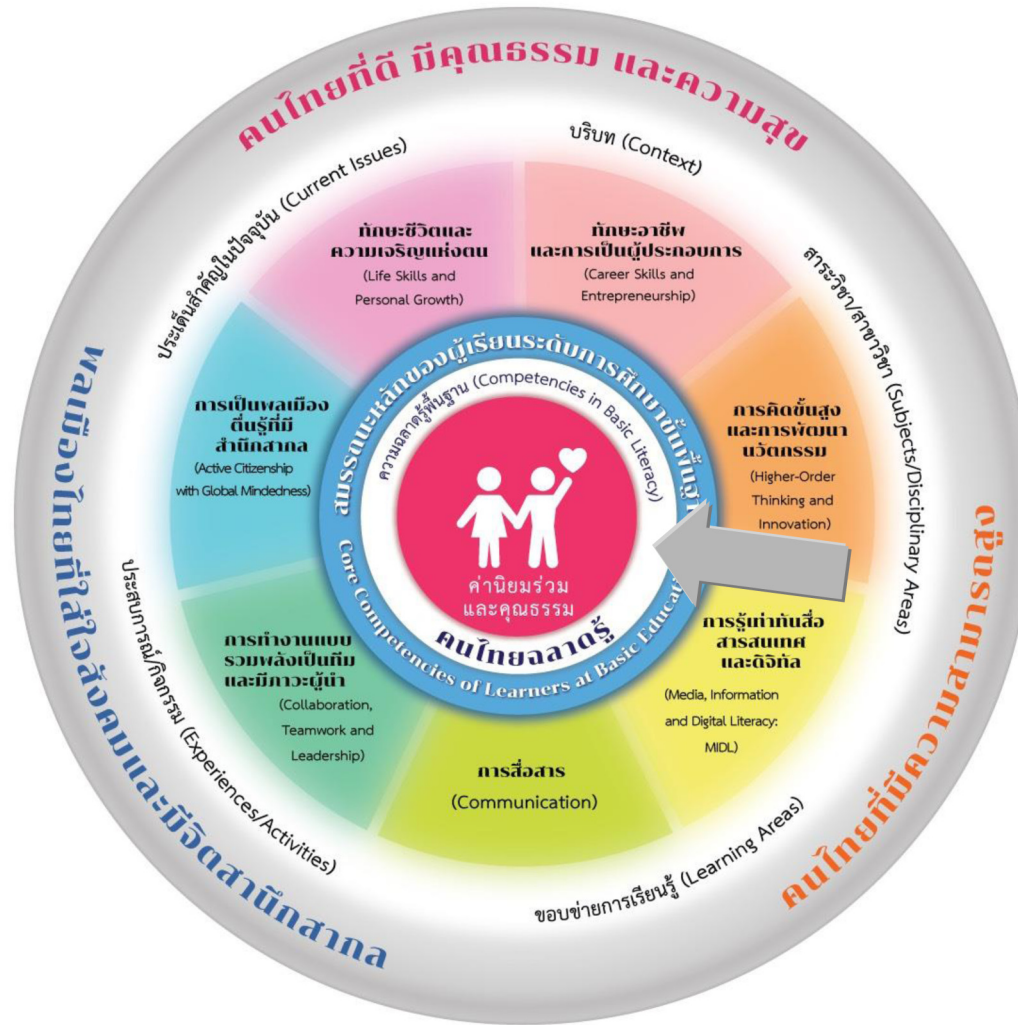 คนไทยที่ดี มีคุณธรรม และความสุข
บริบท (Context)
ประเด็นสำคัญในปัจจุบัน (Current Issues)
สาระวิชา/สาขาวิชา (Subjects/Disciplinary Areas)
ทักษะชีวิตและ
ความเจริญแห่งตน
(Life Skills and
Personal Growth)
ทักษะอาชีพ
และการเป็นผู้ประกอบการ
(Career Skills and
Entrepreneurship)
การคิดขั้นสูง
และการพัฒนา
นวัตกรรม
(Higher-Order
Thinking and
Innovation)
การรู้เท่าทันสื่อ
สารสนเทศ
และดิจิทัล
(Media, Information
and Digital Literacy:
MIDL)
การสื่อสาร
(Communication)
การทำงานแบบ
รวมพลังเป็นทีม
และมีภาวะผู้นำ
(Collaboration,
Teamwork and
Leadership)
การเป็นพลเมือง
ตื่นรู้ที่มี
สำนึกสากล
(Active Citizenship
with Global Mindedness)
สมรรถนะหลักของผู้เรียนระดับการศึกษาขั้นพื้นฐาน
ความฉลาดรู้พื้นฐาน (Competencies in Basic Literacy)
ค่านิยมร่วม
และคุณธรรม
คนไทยฉลาดรู้
Core Competencies of Learners at Basic Education
ประสบการณ์/กิจกรรม (Experiences/Activities)
ขอบข่ายการเรียนรู้ (Learning Areas)
พลเมืองไทยที่ใส่ใจสังคมและมีจิตสำนึกสากล
คนไทยที่มีความสามารถสูง